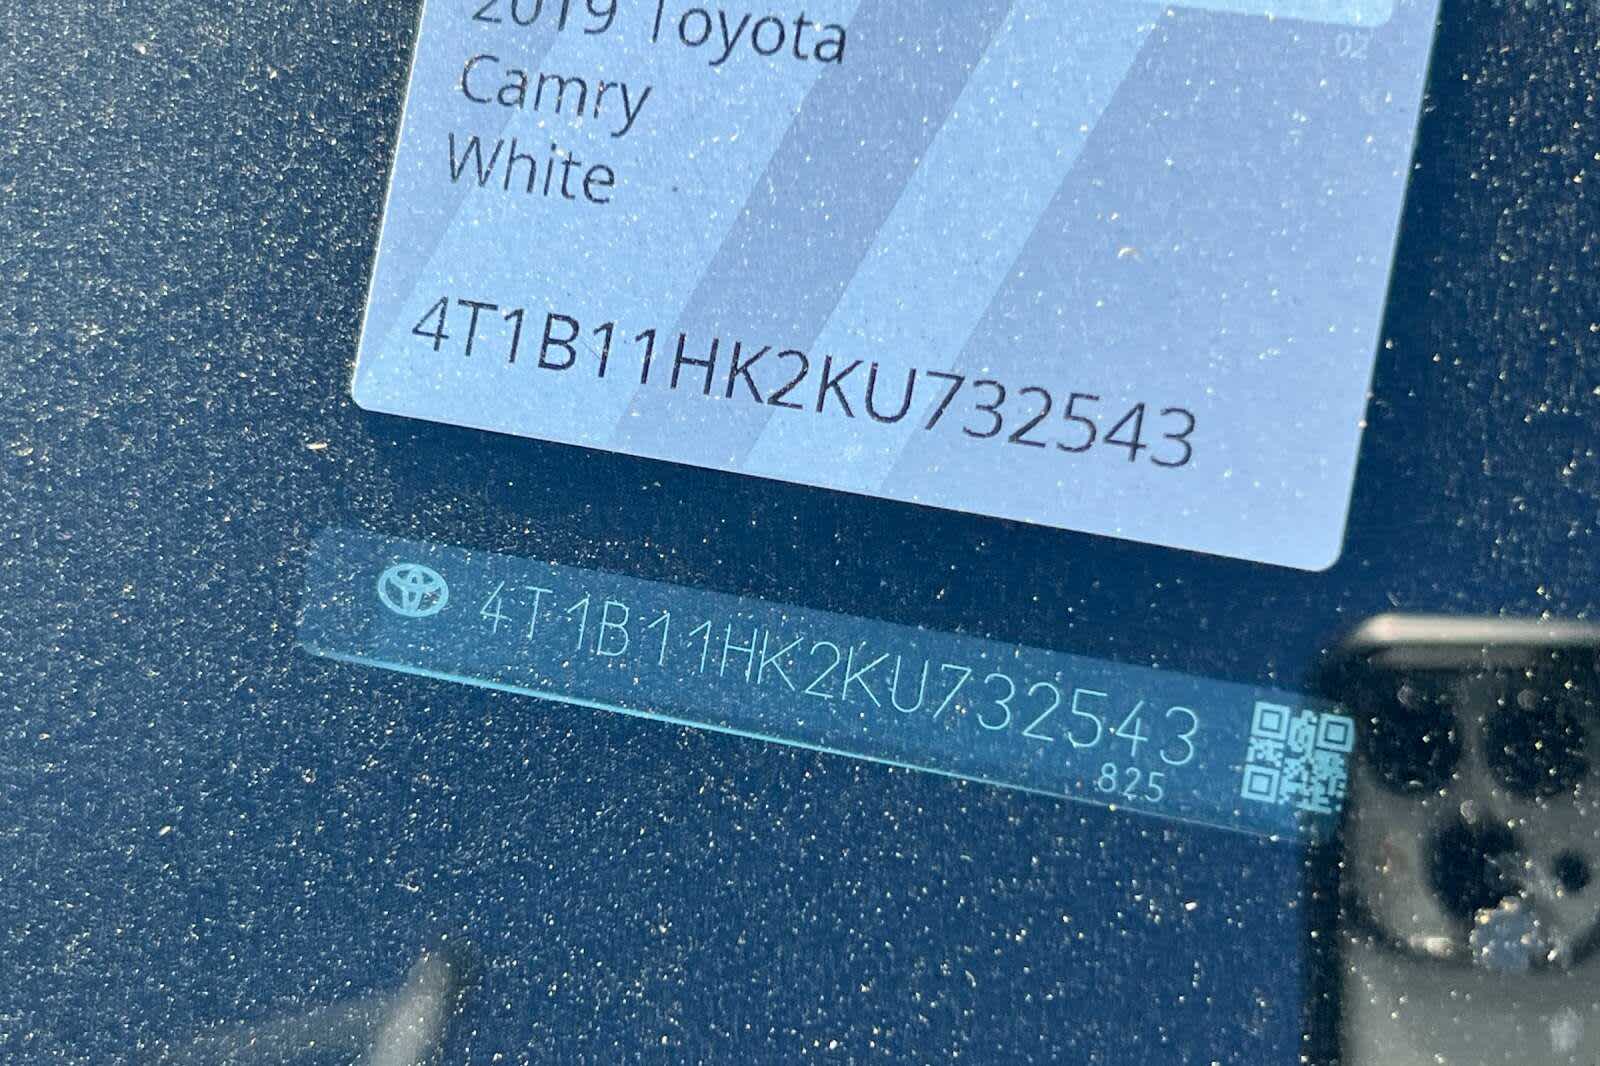 02
2019 Toyota
Camry
White
4T1B11HK2KU732543
4T1B11HK2KU732543
825